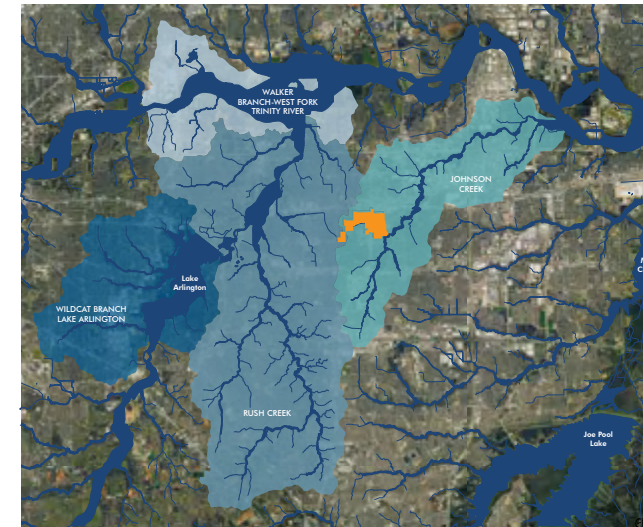 WALKER
BRANCH-WEST FORK
TRINITY RIVER
JOHNSON
CREEK
Lake
Arlington
WILDCAT BRANCH
LAKE ARLINGTON
RUSH CREEK
Joe Pool
Lake